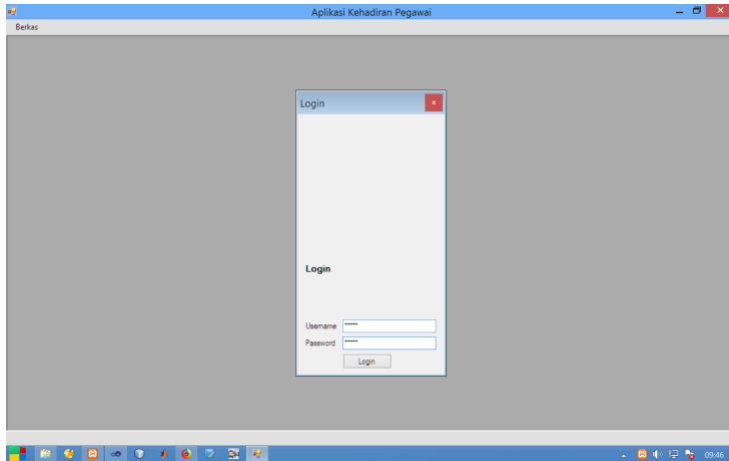 Aplikasi Kehadiran Pegawai
Berkas
Login
Login
Username *****
Password *****
Login
09:46